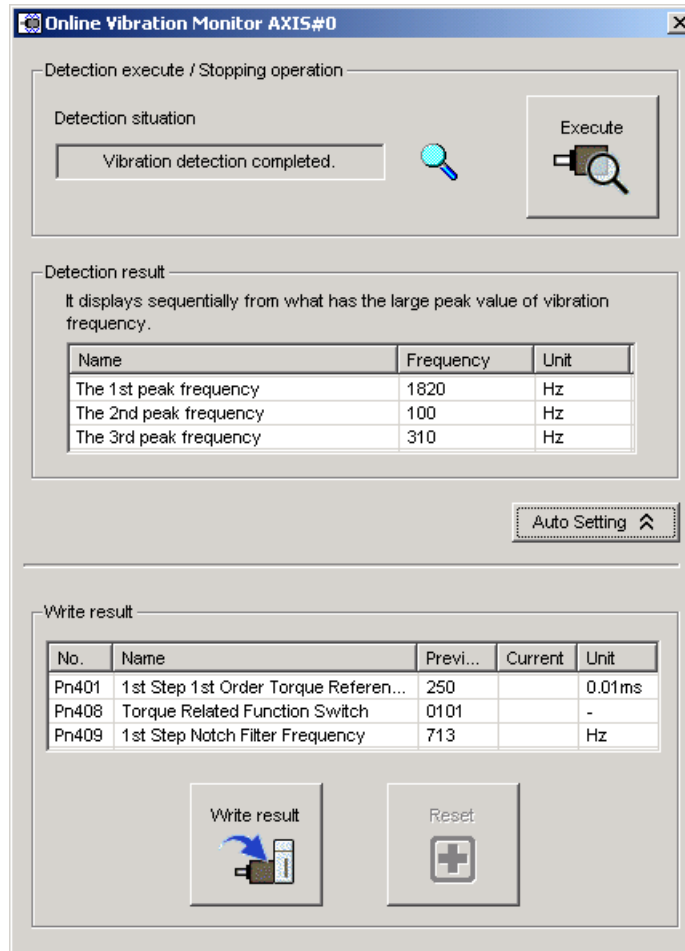 Online Vibration Monitor AXIS#0
Detection execute / Stopping operation
Detection situation
Vibration detection completed.
Execute
Detection result
It displays sequentially from what has the large peak value of vibration
frequency.
Name Frequency Unit
The 1st peak frequency 1820 Hz
The 2nd peak frequency 100 Hz
The 3rd peak frequency 310 Hz
Auto Setting
Write result
No. Name Previ... Current Unit
Pn401 1st Step 1st Order Torque Referen... 250 0.01ms
Pn408 Torque Related Function Switch 0101 -
Pn409 1st Step Notch Filter Frequency 713 Hz
Write result
Reset